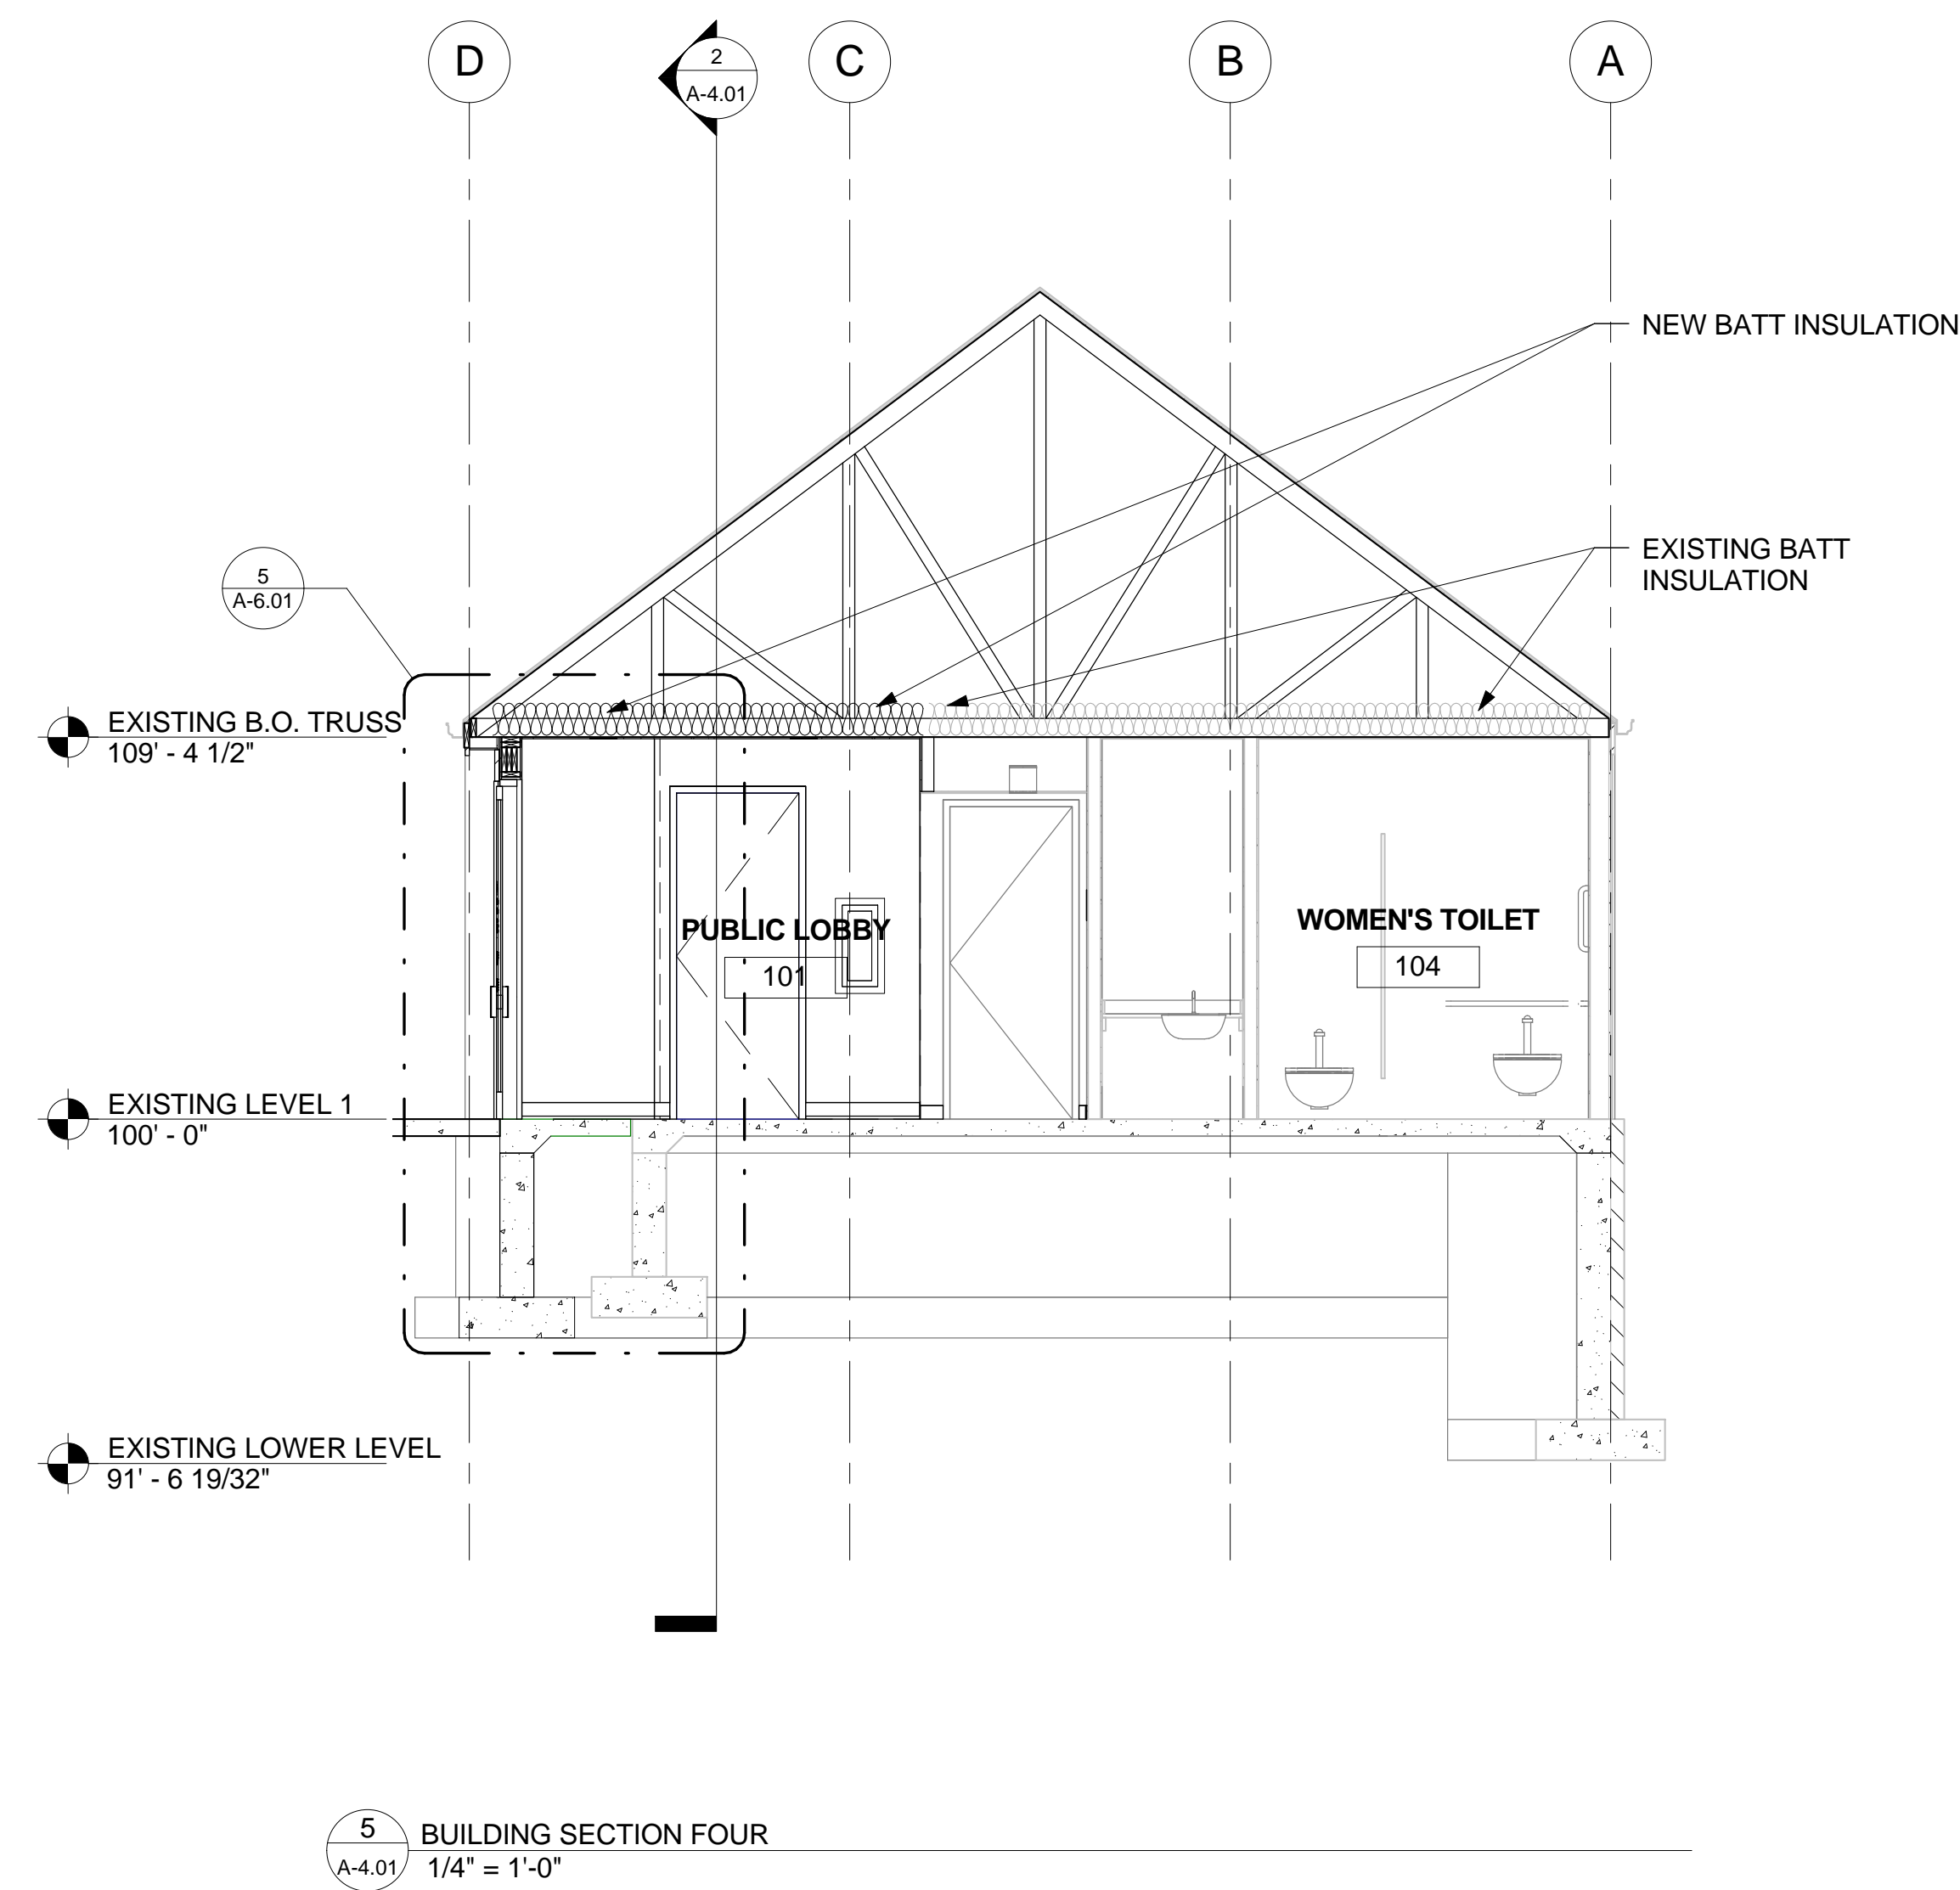 D
2
A-4.01
C
B
A
NEW BATT INSULATION
EXISTING BATT
INSULATION
5
A-6.01
EXISTING B.O. TRUSS
109' - 4 1/2"
PUBLIC LOBBY
101
WOMEN'S TOILET
104
EXISTING LEVEL 1
100' - 0"
EXISTING LOWER LEVEL
91' - 6 19/32"
5
A-4.01
BUILDING SECTION FOUR
1/4" = 1'-0"